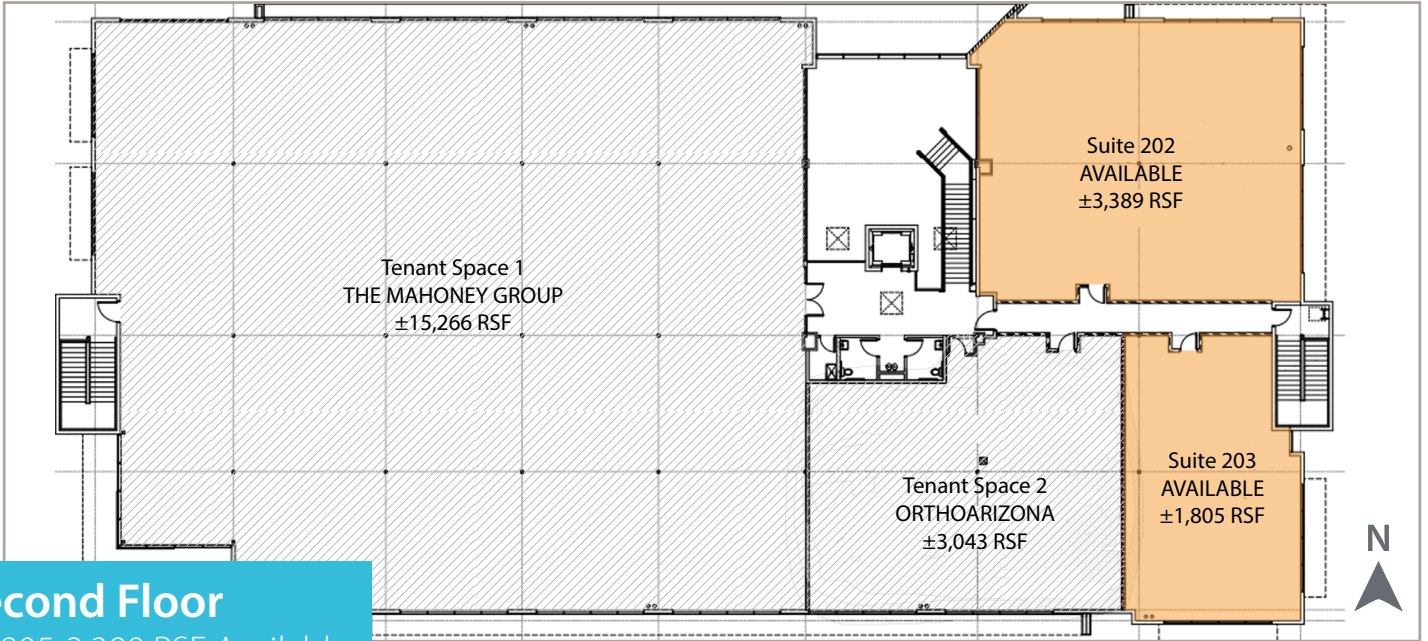 Suite 202
AVAILABLE
±3,389 RSF
Tenant Space 1
THE MAHONEY GROUP
±15,266 RSF
Tenant Space 2
ORTHOARIZONA
±3,043 RSF
Suite 203
AVAILABLE
±1,805 RSF
N
econd Floor